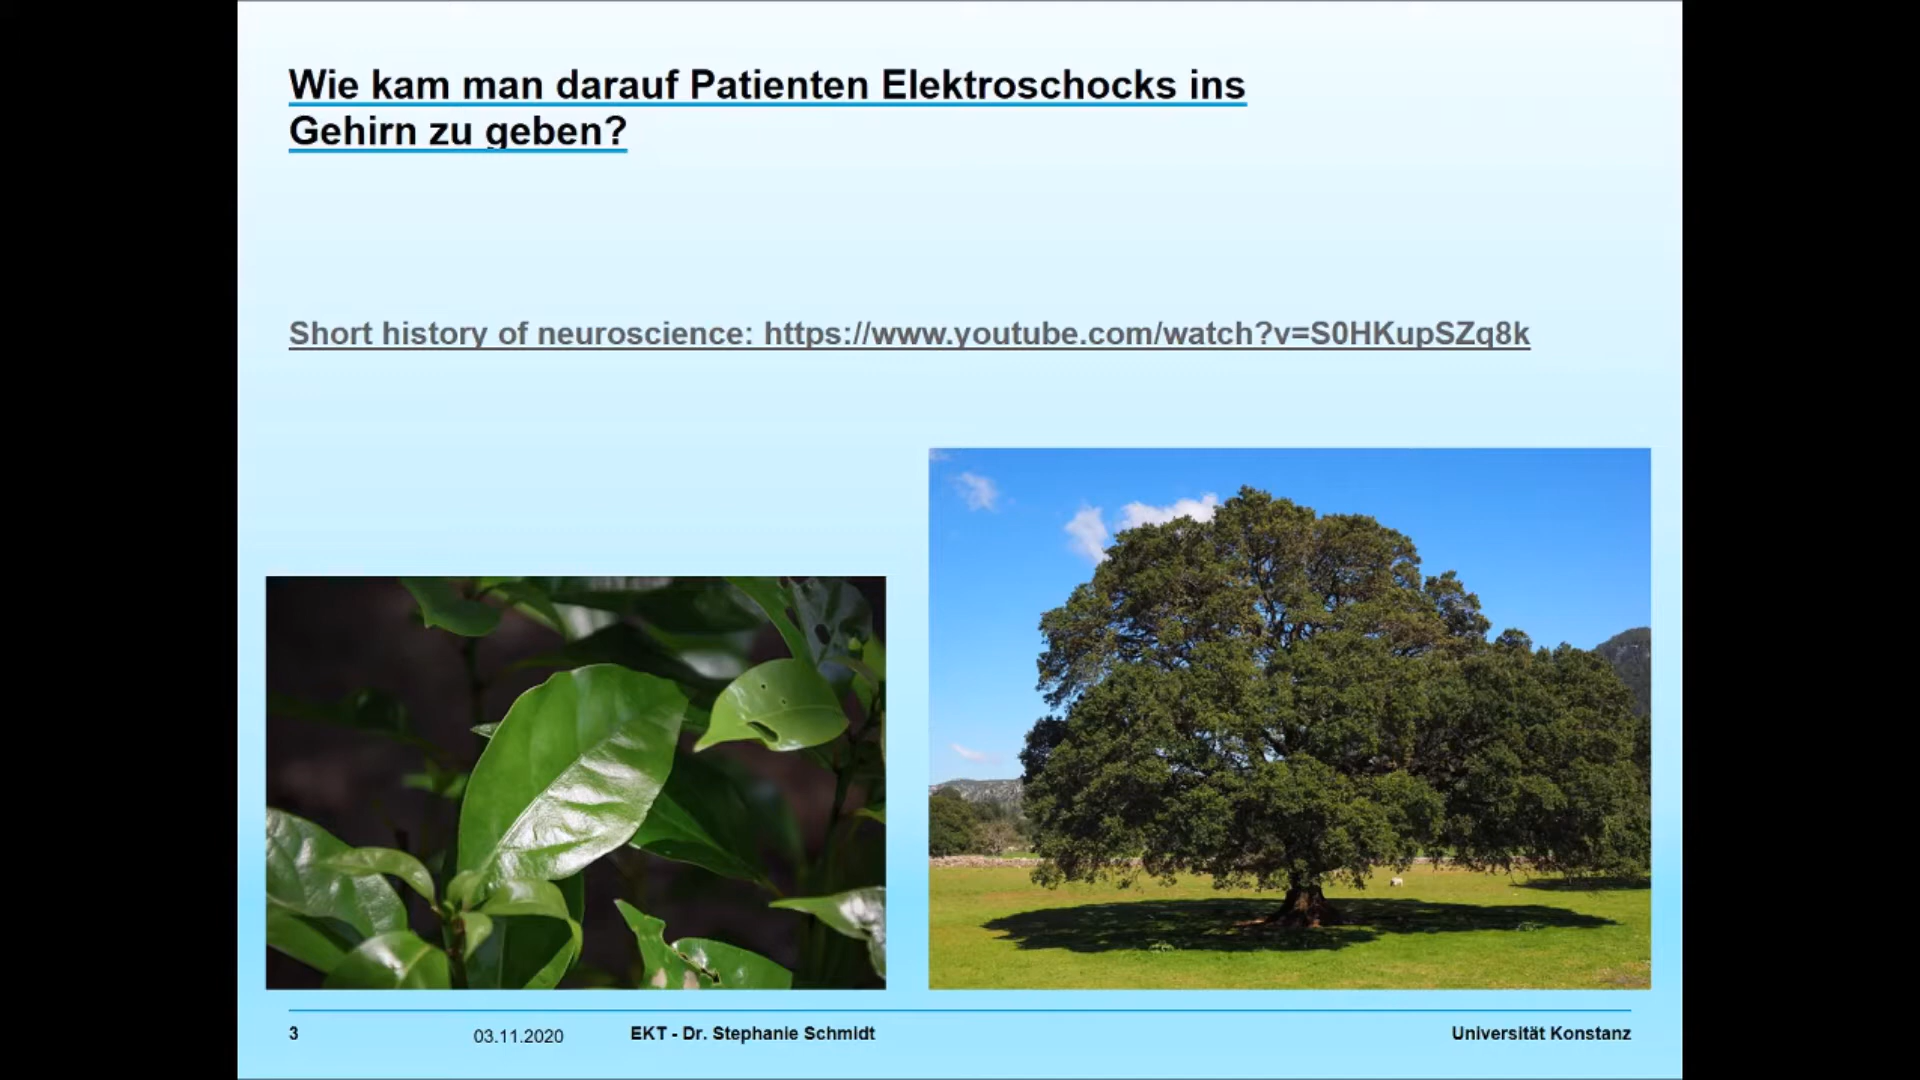 Wie kam man darauf Patienten Elektroschocks ins
Gehirn zu geben?
Short history of neuroscience: https://www.youtube.com/watch?v=S0HKupSZq8k
3 03.11.2020 EKT - Dr. Stephanie Schmidt Universität Konstanz